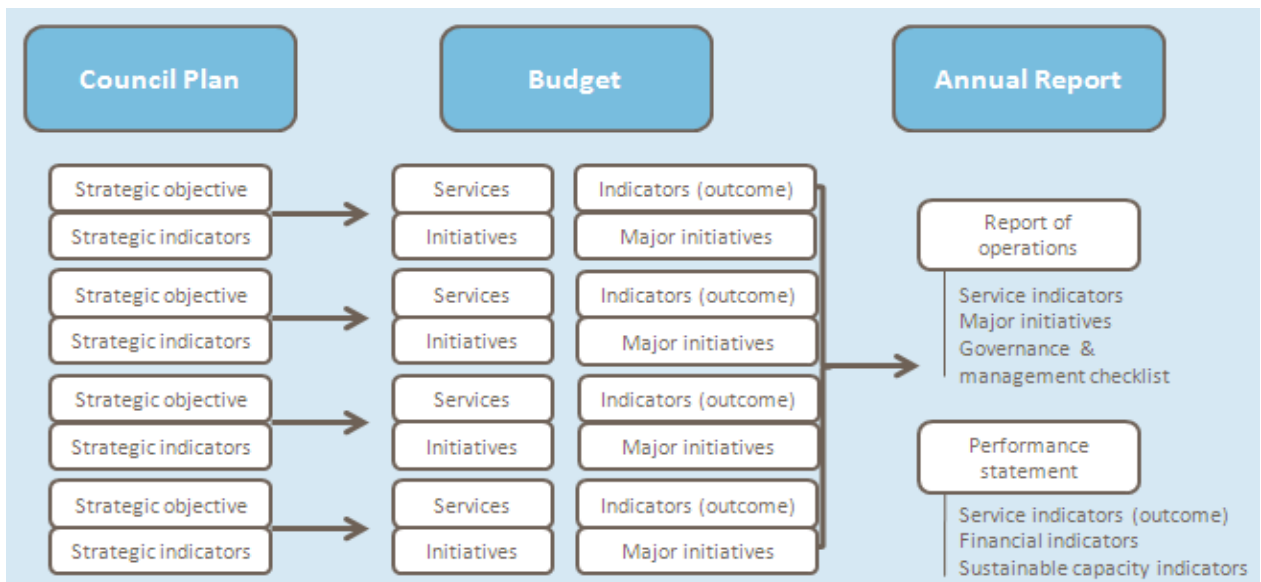 Council Plan
Budget
Annual Report
Strategic objective
Strategic indicators
Services
Initiatives
Indicators (outcome)
Major initiatives
Strategic objective
Strategic indicators
Services
Initiatives
Indicators (outcome)
Major initiatives
Strategic objective
Strategic indicators
Services
Initiatives
Indicators (outcome)
Major initiatives
Strategic objective
Strategic indicators
Services
Initiatives
Indicators (outcome)
Major initiatives
Report of
operations
Service indicators
Major initiatives
Governance &
management checklist
Performance
statement
Service indicators (outcome)
Financial indicators
Sustainable capacity indicators